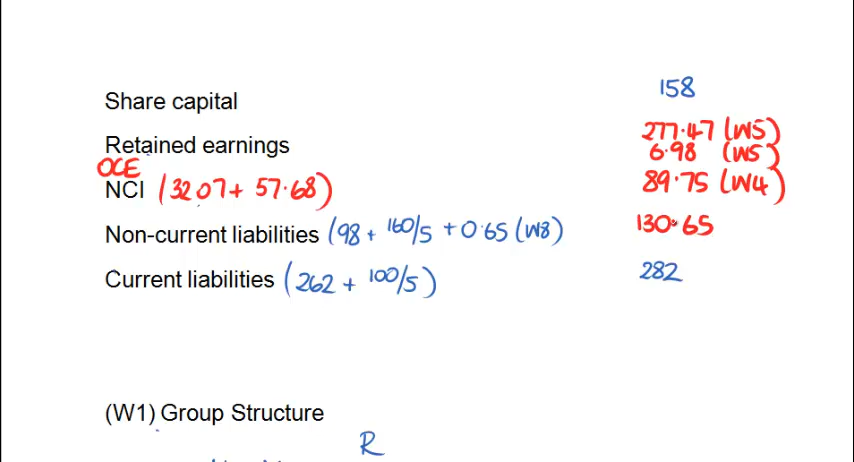 Share capital 158
Retained earnings 277.47 (W5)
OCE 6.98 (W5)
NCI (32.07 + 57.68) 89.75 (W4)
Non-current liabilities (98 + 160/5 + 0.65 (W8) 130.65
Current liabilities (262 + 100/5) 282
(W1) Group Structure
R